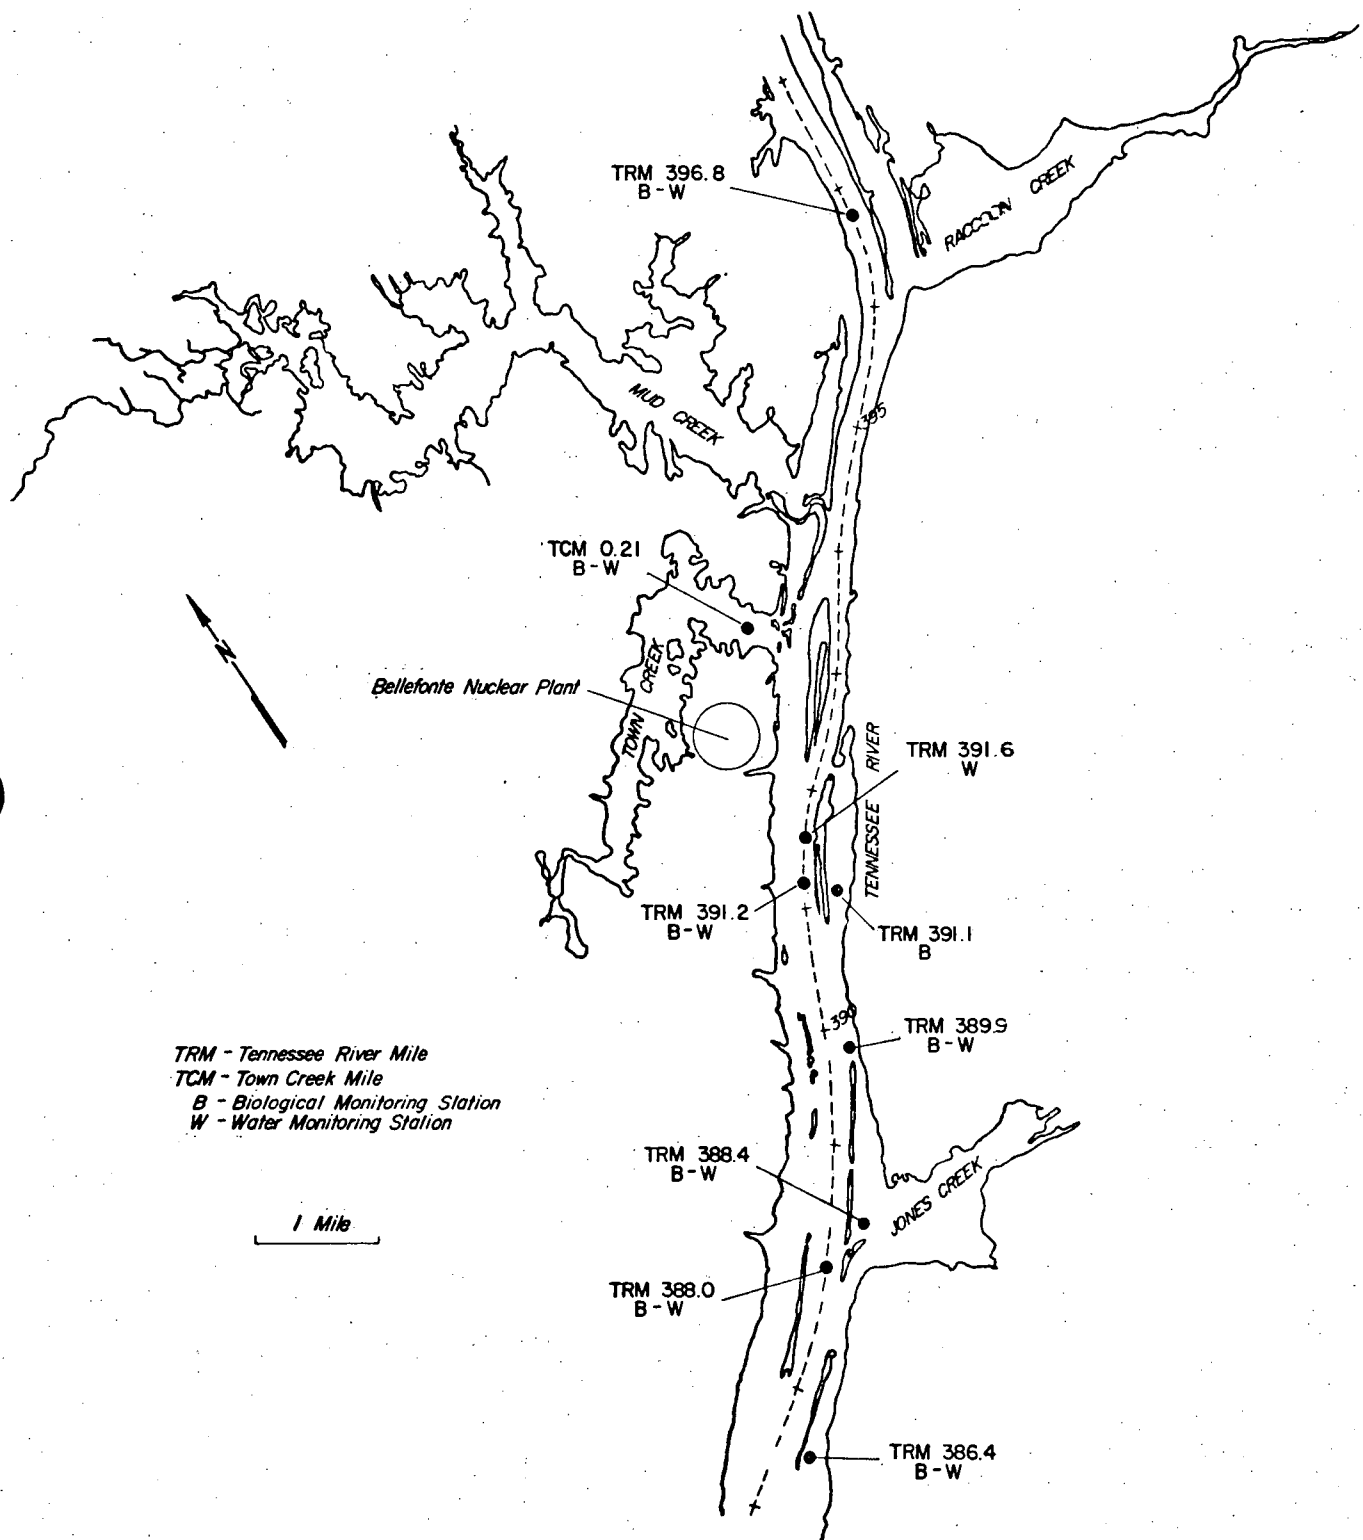 TRM 396.8
B-W
RACCOON CREEK
MUD CREEK
395
TCM 0.21
B-W
N
TOWN CREEK
Bellefonte Nuclear Plant
TENNESSEE RIVER
TRM 391.6
W
TRM 391.2
B-W
TRM 391.1
B
390
TRM 389.9
B-W
TRM - Tennessee River Mile
TCM - Town Creek Mile
B - Biological Monitoring Station
W - Water Monitoring Station
TRM 388.4
B-W
JONES CREEK
1 Mile
TRM 388.0
B-W
TRM 386.4
B-W